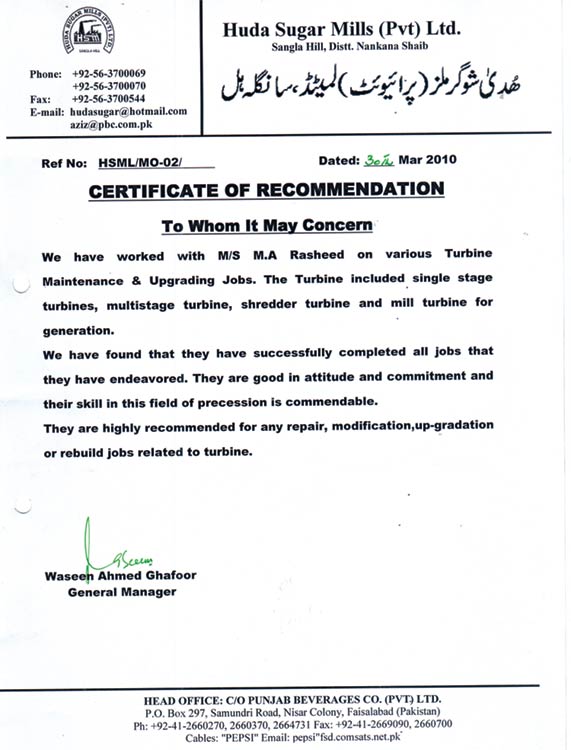 HUDA SUGAR MILLS (PVT) LTD.
HSM
SANGLA HILL
Huda Sugar Mills (Pvt) Ltd.
Sangla Hill, Distt. Nankana Shaib
ھُدیٰ شوگر ملز (پرائیوئٹ) لمیٹڈ، سانگلہ ہل
Phone: +92-56-3700069
+92-56-3700070
Fax: +92-56-3700544
E-mail: hudasugar@hotmail.com
aziz@pbc.com.pk
Ref No: HSML/MO-02/
Dated: 30th Mar 2010
CERTIFICATE OF RECOMMENDATION
To Whom It May Concern
We have worked with M/S M.A Rasheed on various Turbine
Maintenance & Upgrading Jobs. The Turbine included single stage
turbines, multistage turbine, shredder turbine and mill turbine for
generation.
We have found that they have successfully completed all jobs that
they have endeavored. They are good in attitude and commitment and
their skill in this field of precession is commendable.
They are highly recommended for any repair, modification,up-gradation
or rebuild jobs related to turbine.
Waseeh Ahmed Ghafoor
General Manager
HEAD OFFICE: C/O PUNJAB BEVERAGES CO. (PVT) LTD.
P.O. Box 297, Samundri Road, Nisar Colony, Faisalabad (Pakistan)
Ph: +92-41-2660270, 2660370, 2664731 Fax: +92-41-2669090, 2660700
Cables: "PEPSI" Email: pepsi"fsd.comsats.net.pk